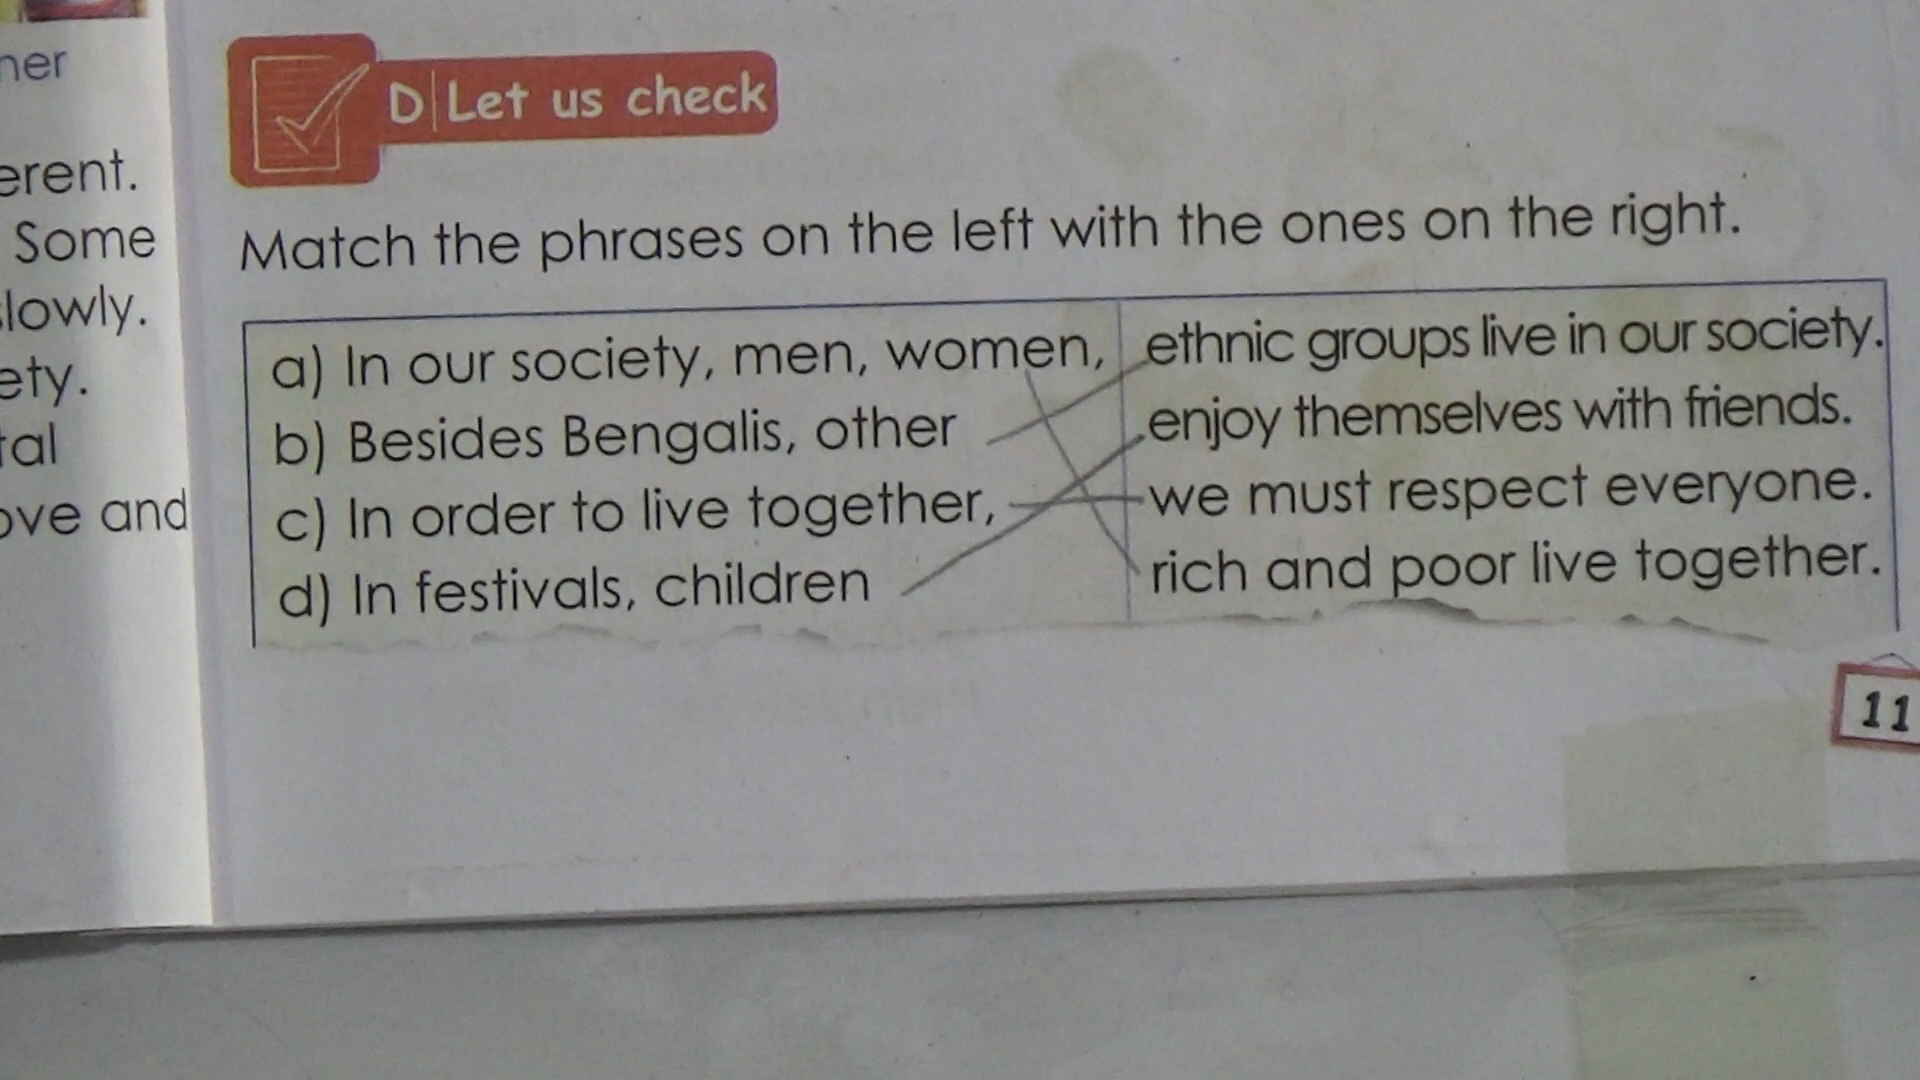 her
erent.
Some
lowly.
ety.
tal
ove and
D Let us check
Match the phrases on the left with the ones on the right.
a) In our society, men, women, ethnic groups live in our society.
b) Besides Bengalis, other enjoy themselves with friends.
c) In order to live together, we must respect everyone.
d) In festivals, children rich and poor live together.
11